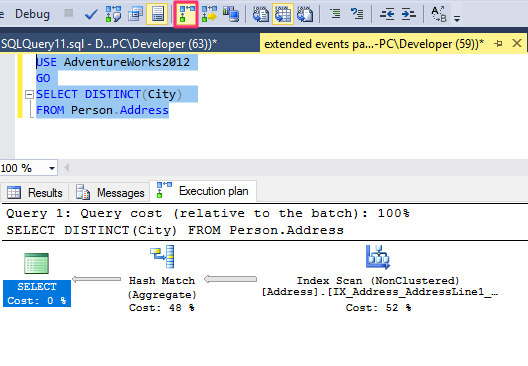 Debug
SQLQuery11.sql - D...PC\Developer (63))*
extended events pa...-PC\Developer (59))*
USE AdventureWorks2012
GO
SELECT DISTINCT(City)
FROM Person.Address
100 %
Results
Messages
Execution plan
Query 1: Query cost (relative to the batch): 100%
SELECT DISTINCT(City) FROM Person.Address
SELECT
Cost: 0 %
Hash Match
(Aggregate)
Cost: 48 %
Index Scan (NonClustered)
[Address].[IX_Address_AddressLine1_…
Cost: 52 %